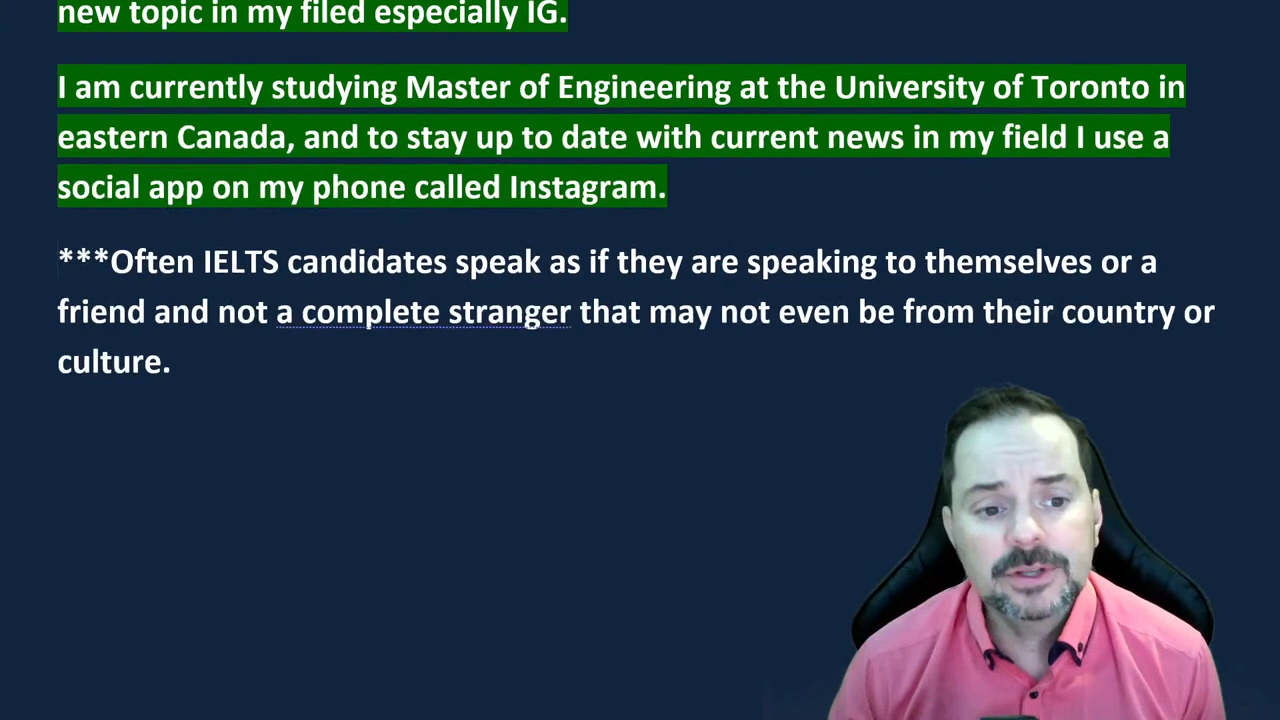 new topic in my filed especially IG.
I am currently studying Master of Engineering at the University of Toronto in
eastern Canada, and to stay up to date with current news in my field I use a
social app on my phone called Instagram.
***Often IELTS candidates speak as if they are speaking to themselves or a
friend and not a complete stranger that may not even be from their country or
culture.